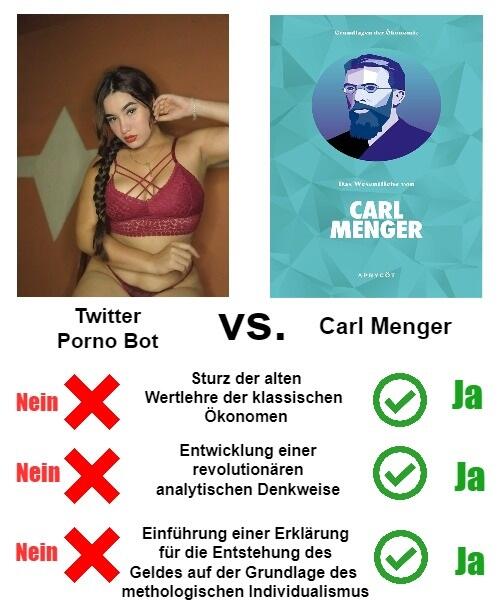 Grundlagen der Ökonomie
Das Wesentliche von
CARL
MENGER
APRYCOT
Twitter
Porno Bot
vs.
Carl Menger
Nein
Sturz der alten
Wertlehre der klassischen
Ökonomen
Ja
Nein
Entwicklung einer
revolutionären
analytischen Denkweise
Ja
Nein
Einführung einer Erklärung
für die Entstehung des
Geldes auf der Grundlage des
methologischen Individualismus
Ja